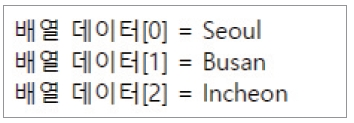 배열 데이터[0] = Seoul
배열 데이터[1] = Busan
배열 데이터[2] = Incheon